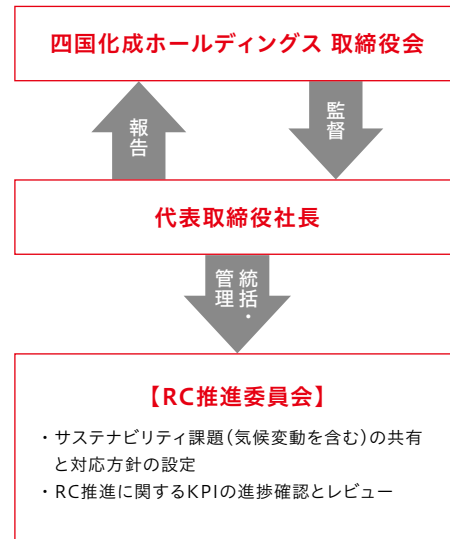 四国化成ホールディングス 取締役会
報告
監督
代表取締役社長
統括・
管理
【RC推進委員会】
・サステナビリティ課題(気候変動を含む)の共有
と対応方針の設定
・RC推進に関するKPIの進捗確認とレビュー